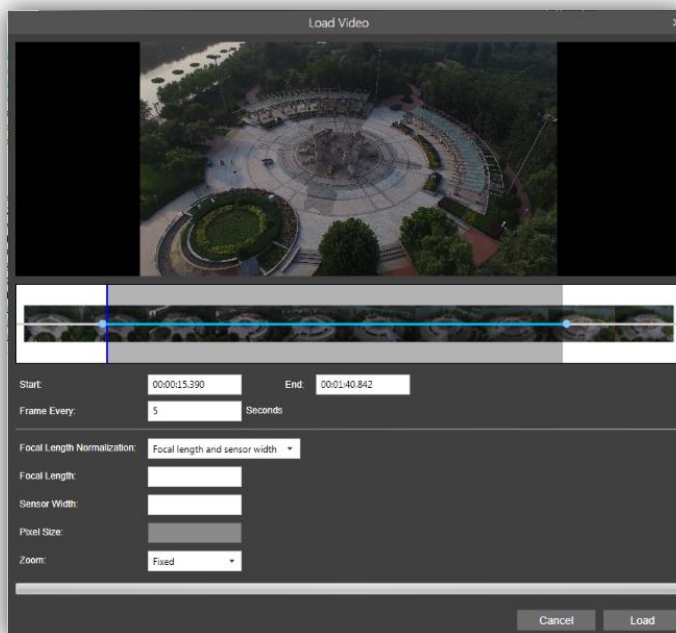 Load Video
Start: 00:00:15.390 End: 00:01:40.842
Frame Every: 5 Seconds
Focal Length Normalization: Focal length and sensor width
Focal Length:
Sensor Width:
Pixel Size:
Zoom: Fixed
Cancel Load